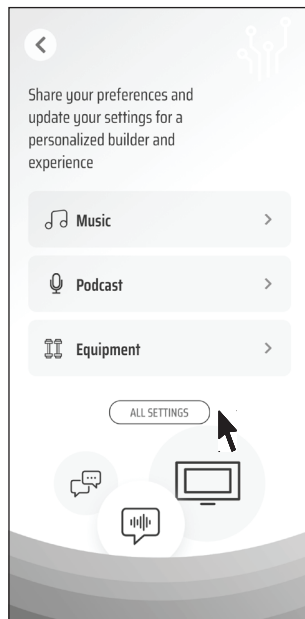 Share your preferences and
update your settings for a
personalized builder and
experience
Music
Podcast
Equipment
ALL SETTINGS